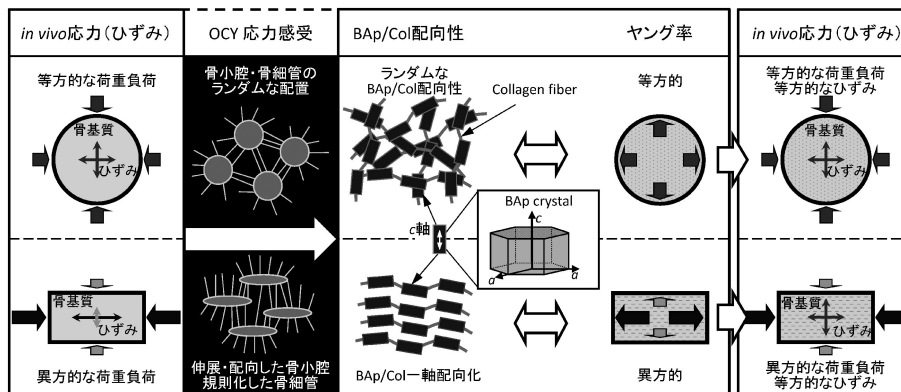 in vivo応力(ひずみ)
OCY 応力感受
BAp/Col配向性
ヤング率
in vivo応力(ひずみ)
等方的な荷重負荷
骨基質
ひずみ
骨小腔・骨細管の
ランダムな配置
ランダムな
BAp/Col配向性
Collagen fiber
等方的
等方的な荷重負荷
等方的なひずみ
骨基質
ひずみ
c軸
BAp crystal
c
a
a
骨基質
ひずみ
異方的な荷重負荷
伸展・配向した骨小腔
規則化した骨細管
BAp/Col一軸配向化
異方的
骨基質
ひずみ
異方的な荷重負荷
等方的なひずみ